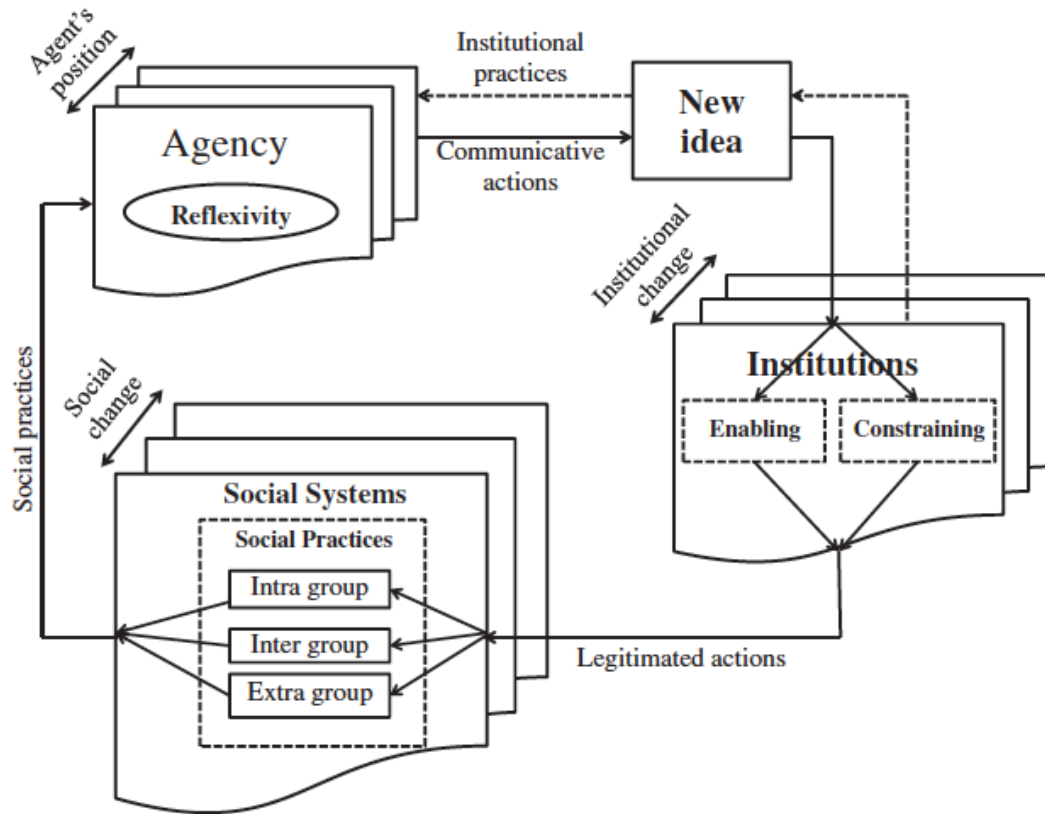 Agent's
position
Institutional
practices
New
idea
Agency
Communicative
actions
Reflexivity
Institutional
change
Social practices
Social
change
Institutions
Enabling
Constraining
Social Systems
Social Practices
Intra group
Inter group
Extra group
Legitimated actions